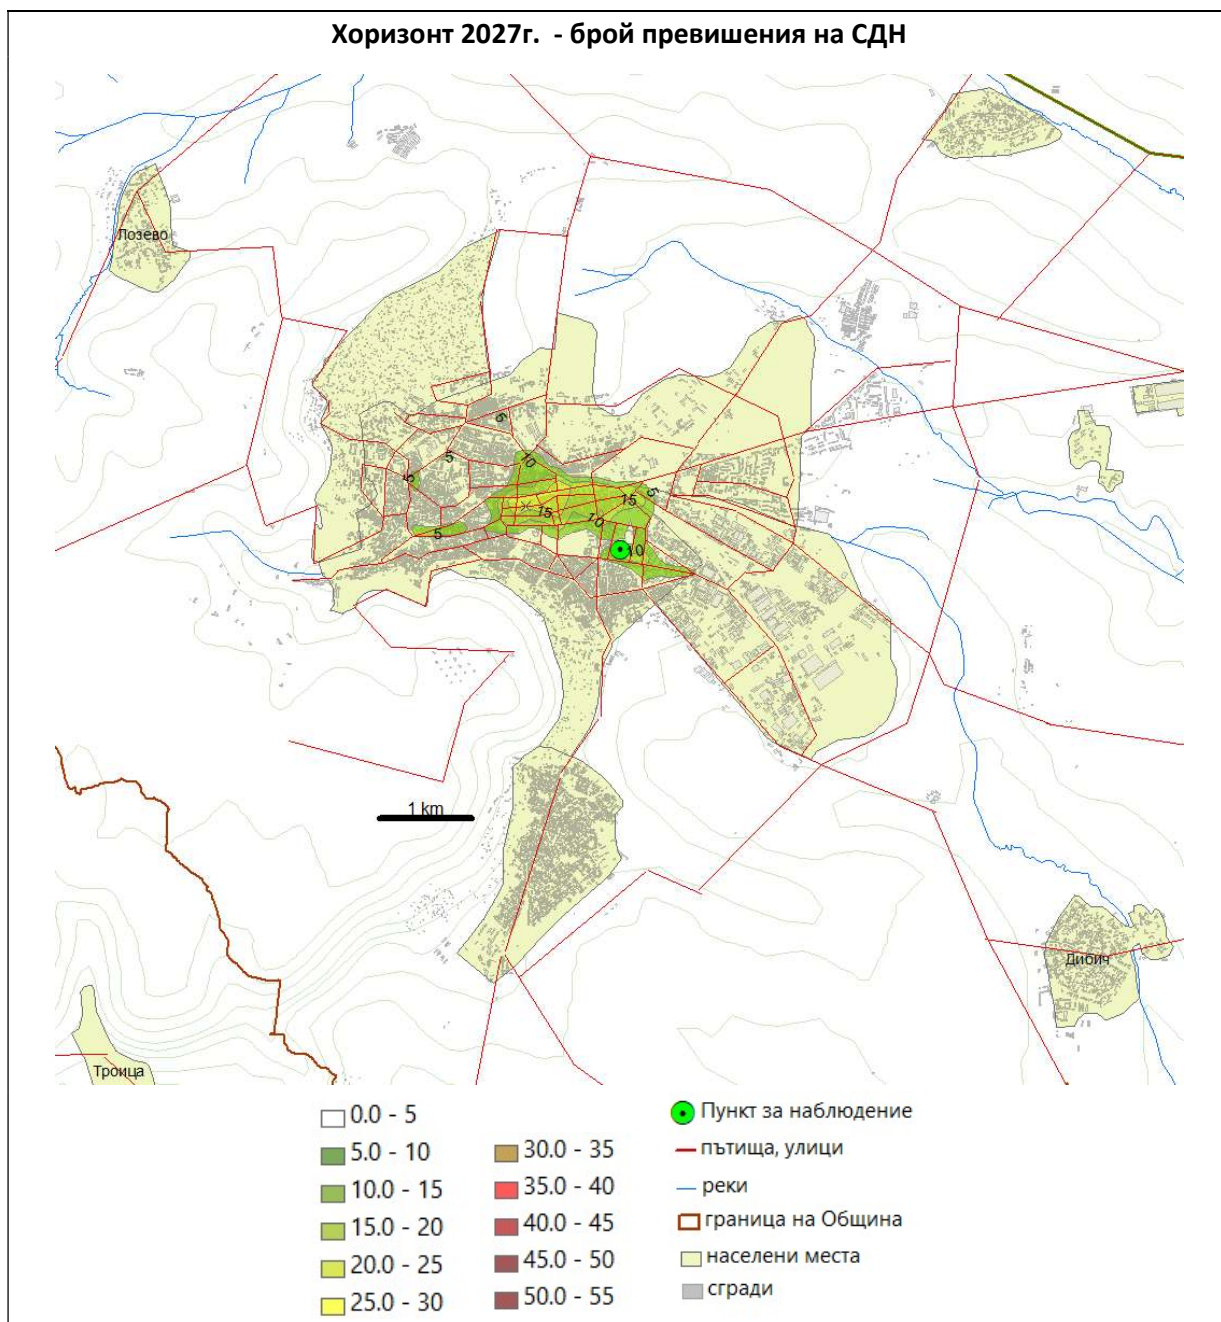 Хоризонт 2027г. - брой превишения на СДН
Лозево
5
10
5
5
15
5
15
10
5
10
1 km
Дибич
Троица
0.0 - 5
5.0 - 10
10.0 - 15
15.0 - 20
20.0 - 25
25.0 - 30
30.0 - 35
35.0 - 40
40.0 - 45
45.0 - 50
50.0 - 55
Пункт за наблюдение
пътища, улици
реки
граница на Община
населени места
сгради